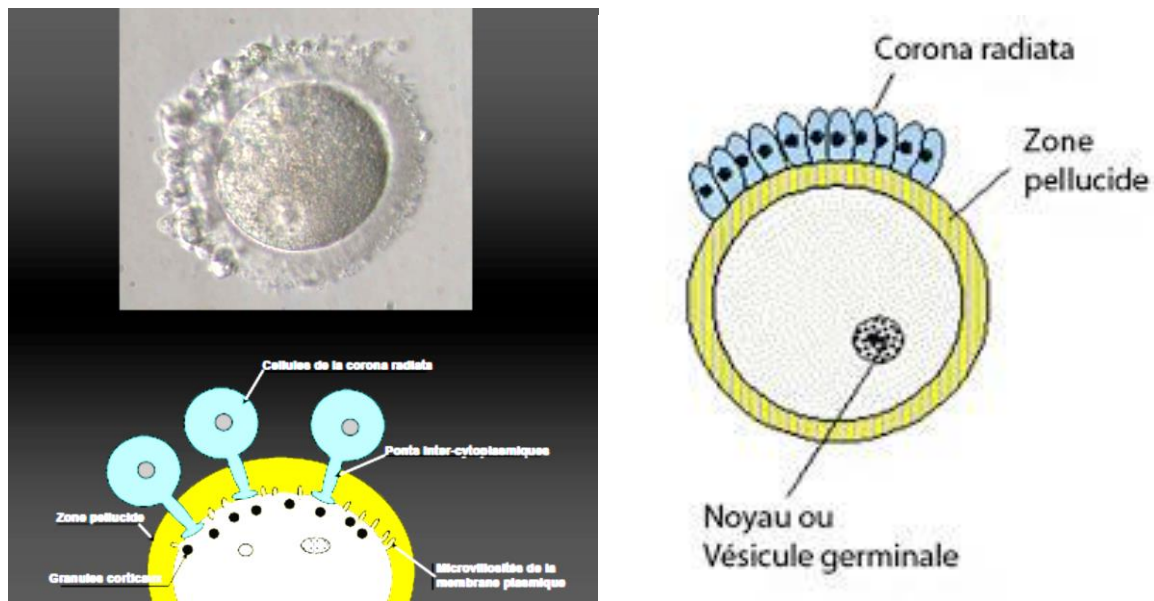 Cellules de la corona radiata
Ponts inter-cytoplasmiques
Zone pellucide
Granules corticaux
Microvillosités de la
membrane plasmique
Corona radiata
Zone
pellucide
Noyau ou
Vésicule germinale